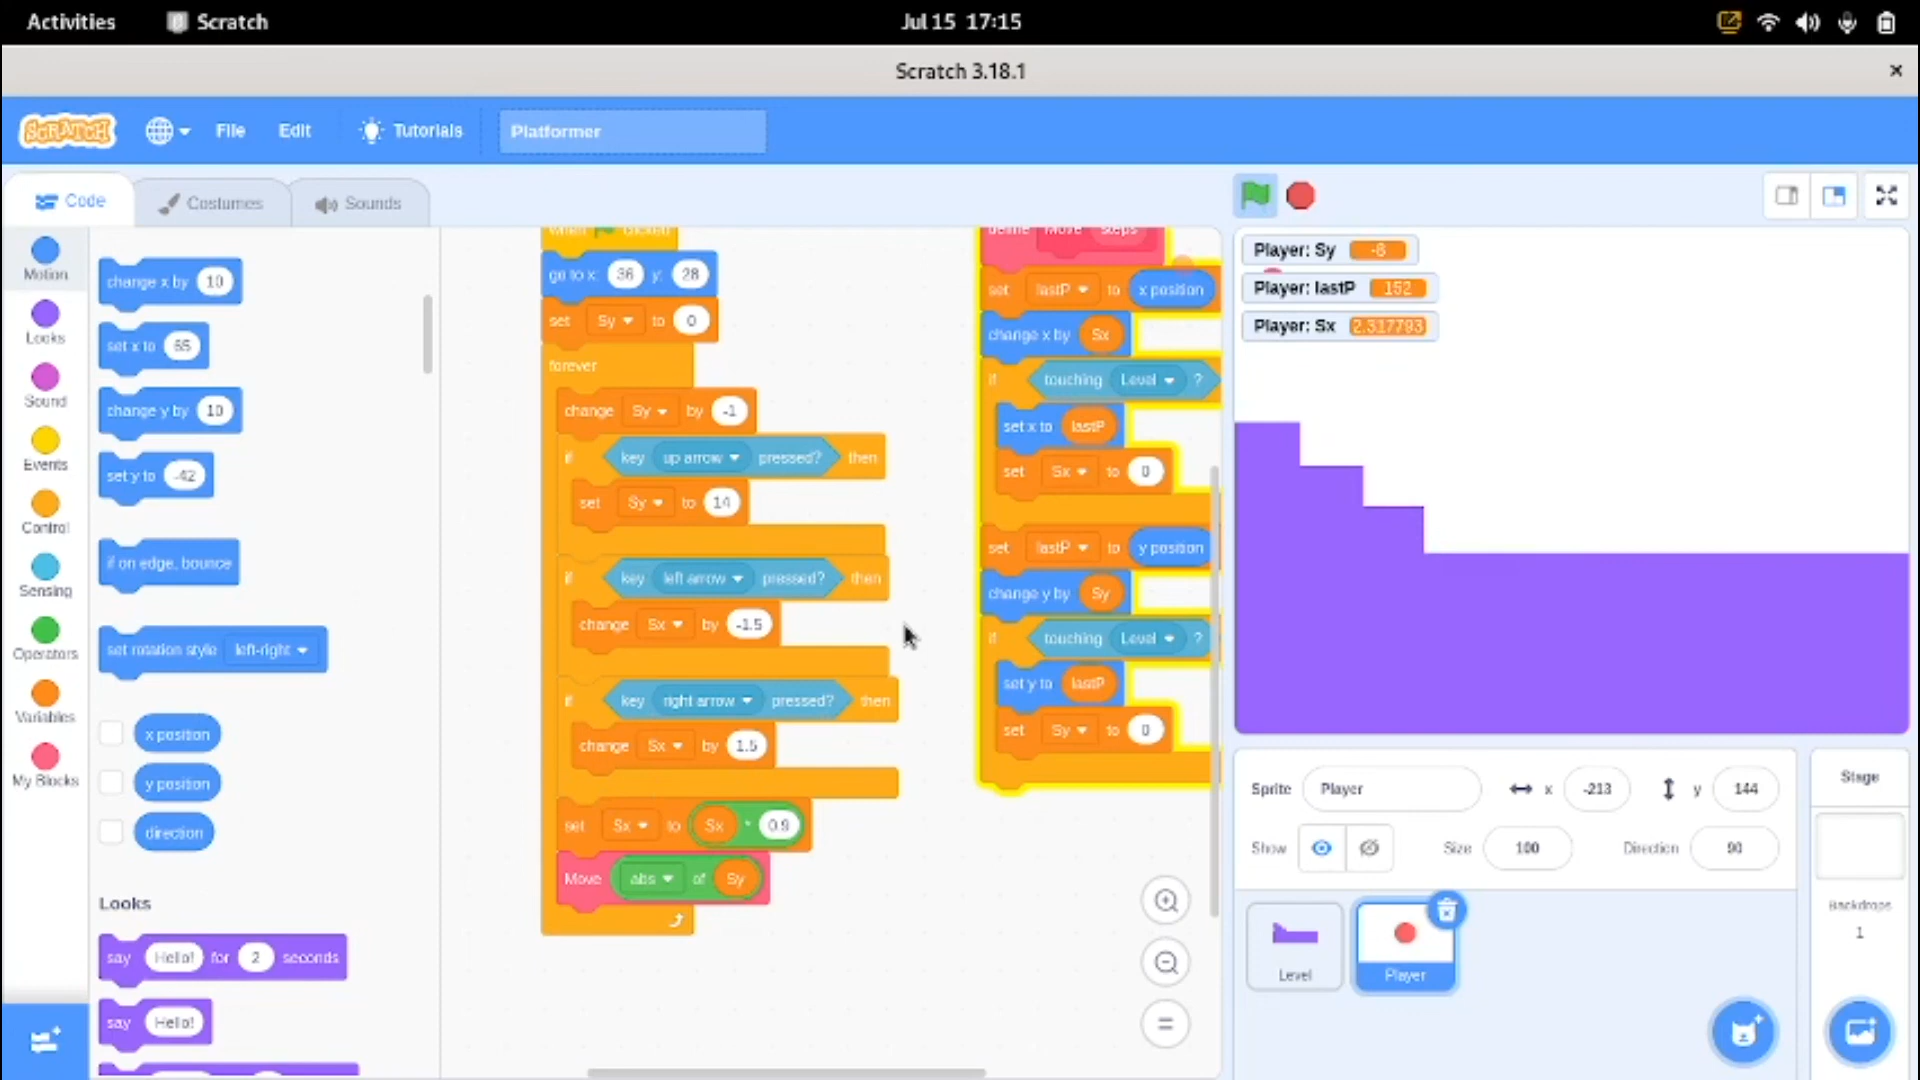 Activities Scratch Jul 15 17:15
Scratch 3.18.1
SCRATCH File Edit Tutorials Platformer
Code Costumes Sounds
Motion
Looks
Sound
Events
Control
Sensing
Operators
Variables
My Blocks
change x by 10
set x to 65
change y by 10
set y to -42
if on edge, bounce
set rotation style left-right
x position
y position
direction
Looks
say Hello! for 2 seconds
say Hello!
when clicked
go to x: 36 y: 28
set Sy to 0
forever
change Sy by -1
if key up arrow pressed? then
set Sy to 14
if key left arrow pressed? then
change Sx by -1.5
if key right arrow pressed? then
change Sx by 1.5
set Sx to Sx * 0.9
Move abs of Sy
define Move steps
set lastP to x position
change x by Sx
if touching Level ?
set x to lastP
set Sx to 0
set lastP to y position
change y by Sy
if touching Level ?
set y to lastP
set Sy to 0
Player: Sy -8
Player: lastP 152
Player: Sx 2.317793
Sprite Player x -213 y 144
Show Size 100 Direction 90
Level
Player
Stage
Backdrops
1